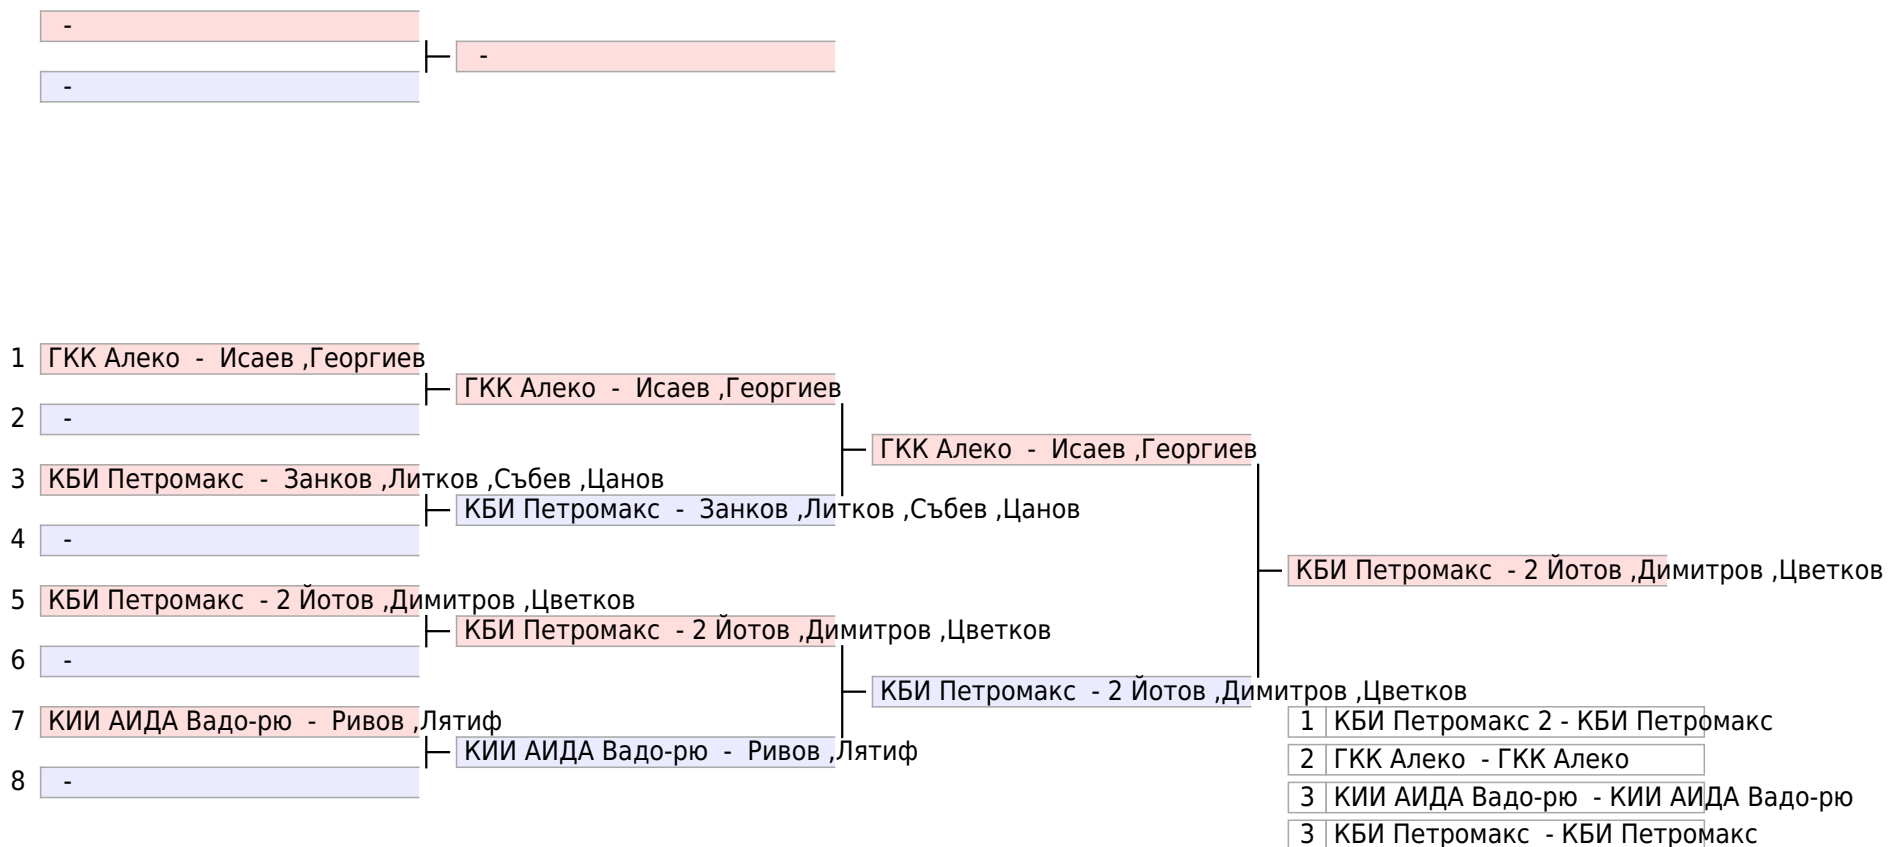 -
-
-
1 ГКК Алеко - Исаев ,Георгиев
ГКК Алеко - Исаев ,Георгиев
2 -
ГКК Алеко - Исаев ,Георгиев
3 КБИ Петромакс - Занков ,Литков ,Събев ,Цанов
КБИ Петромакс - Занков ,Литков ,Събев ,Цанов
4 -
КБИ Петромакс - 2 Йотов ,Димитров ,Цветков
5 КБИ Петромакс - 2 Йотов ,Димитров ,Цветков
КБИ Петромакс - 2 Йотов ,Димитров ,Цветков
6 -
КБИ Петромакс - 2 Йотов ,Димитров ,Цветков
7 КИИ АИДА Вадо-рю - Ривов ,Лятиф
КИИ АИДА Вадо-рю - Ривов ,Лятиф
8 -
1 КБИ Петромакс 2 - КБИ Петромакс
2 ГКК Алеко - ГКК Алеко
3 КИИ АИДА Вадо-рю - КИИ АИДА Вадо-рю
3 КБИ Петромакс - КБИ Петромакс